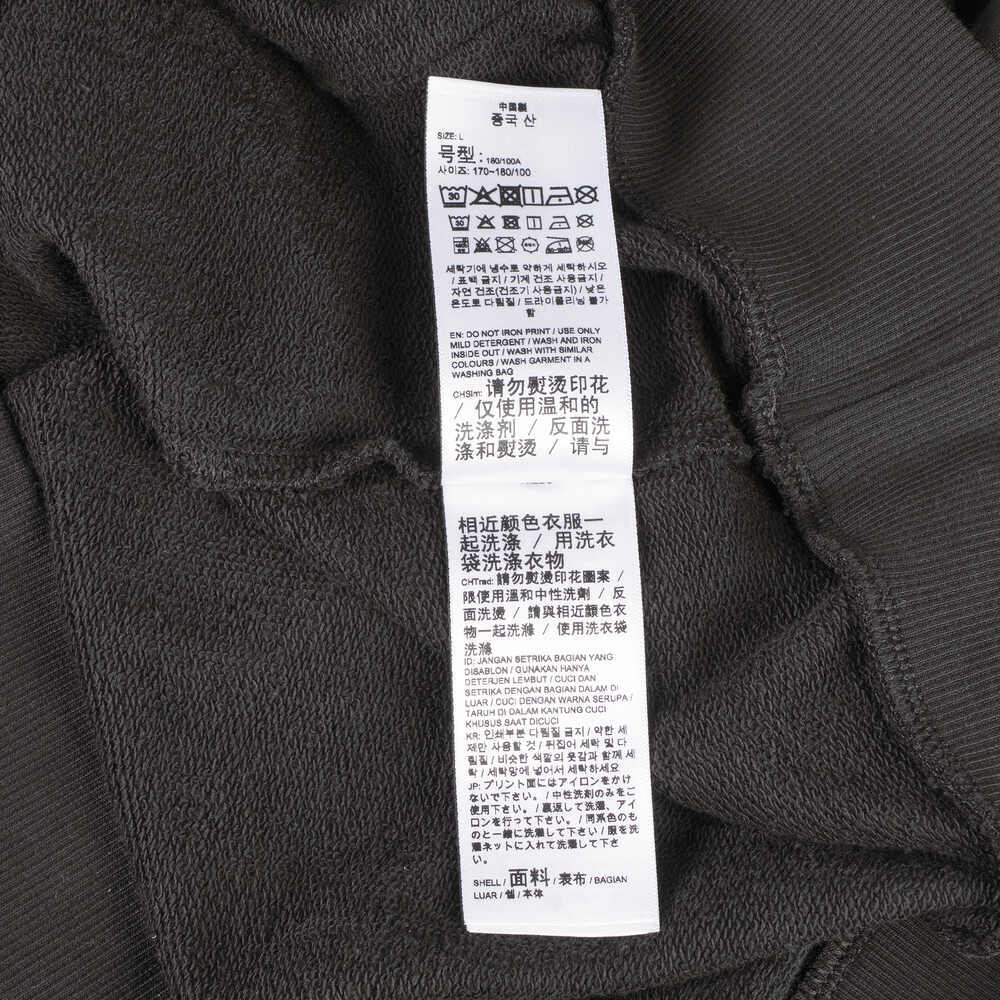 中国製
중국 산
SIZE: L
号型: 180/100A
사이즈: 170~180/100
30
30
세탁기에 냉수로 약하게 세탁하시오
/ 표백 금지 / 기계 건조 사용금지 /
자연 건조(건조기 사용금지) / 낮은
온도로 다림질 / 드라이클리닝 불가
함
EN: DO NOT IRON PRINT / USE ONLY
MILD DETERGENT / WASH AND IRON
INSIDE OUT / WASH WITH SIMILAR
COLOURS / WASH GARMENT IN A
WASHING BAG
CHSim: 请勿熨烫印花
/ 仅使用温和的
洗涤剂 / 反面洗
涤和熨烫 / 请与
相近颜色衣服一
起洗涤 / 用洗衣
袋洗涤衣物
CHTrad: 請勿熨燙印花圖案 /
限使用溫和中性洗劑 / 反
面洗燙 / 請與相近顏色衣
物一起洗滌 / 使用洗衣袋
洗滌
ID: JANGAN SETRIKA BAGIAN YANG
DISABLON / GUNAKAN HANYA
DETERJEN LEMBUT / CUCI DAN
SETRIKA DENGAN BAGIAN DALAM DI
LUAR / CUCI DENGAN WARNA SERUPA /
TARUH DI DALAM KANTUNG CUCI
KHUSUS SAAT DICUCI
KR: 인쇄부분 다림질 금지 / 약한 세
제만 사용할 것 / 뒤집어 세탁 및 다
림질 / 비슷한 색깔의 옷감과 함께 세
탁 / 세탁망에 넣어서 세탁하세요
JP: プリント面にはアイロンをかけ
ないで下さい。/ 中性洗剤のみをご
使用下さい。/ 裏返して洗濯、アイ
ロンを行って下さい。/ 同系色のも
のと一緒に洗濯して下さい / 服を洗
濯ネットに入れて洗濯して下さ
い。
SHELL / 面料 / 表布 / BAGIAN
LUAR / 쉘 / 本体